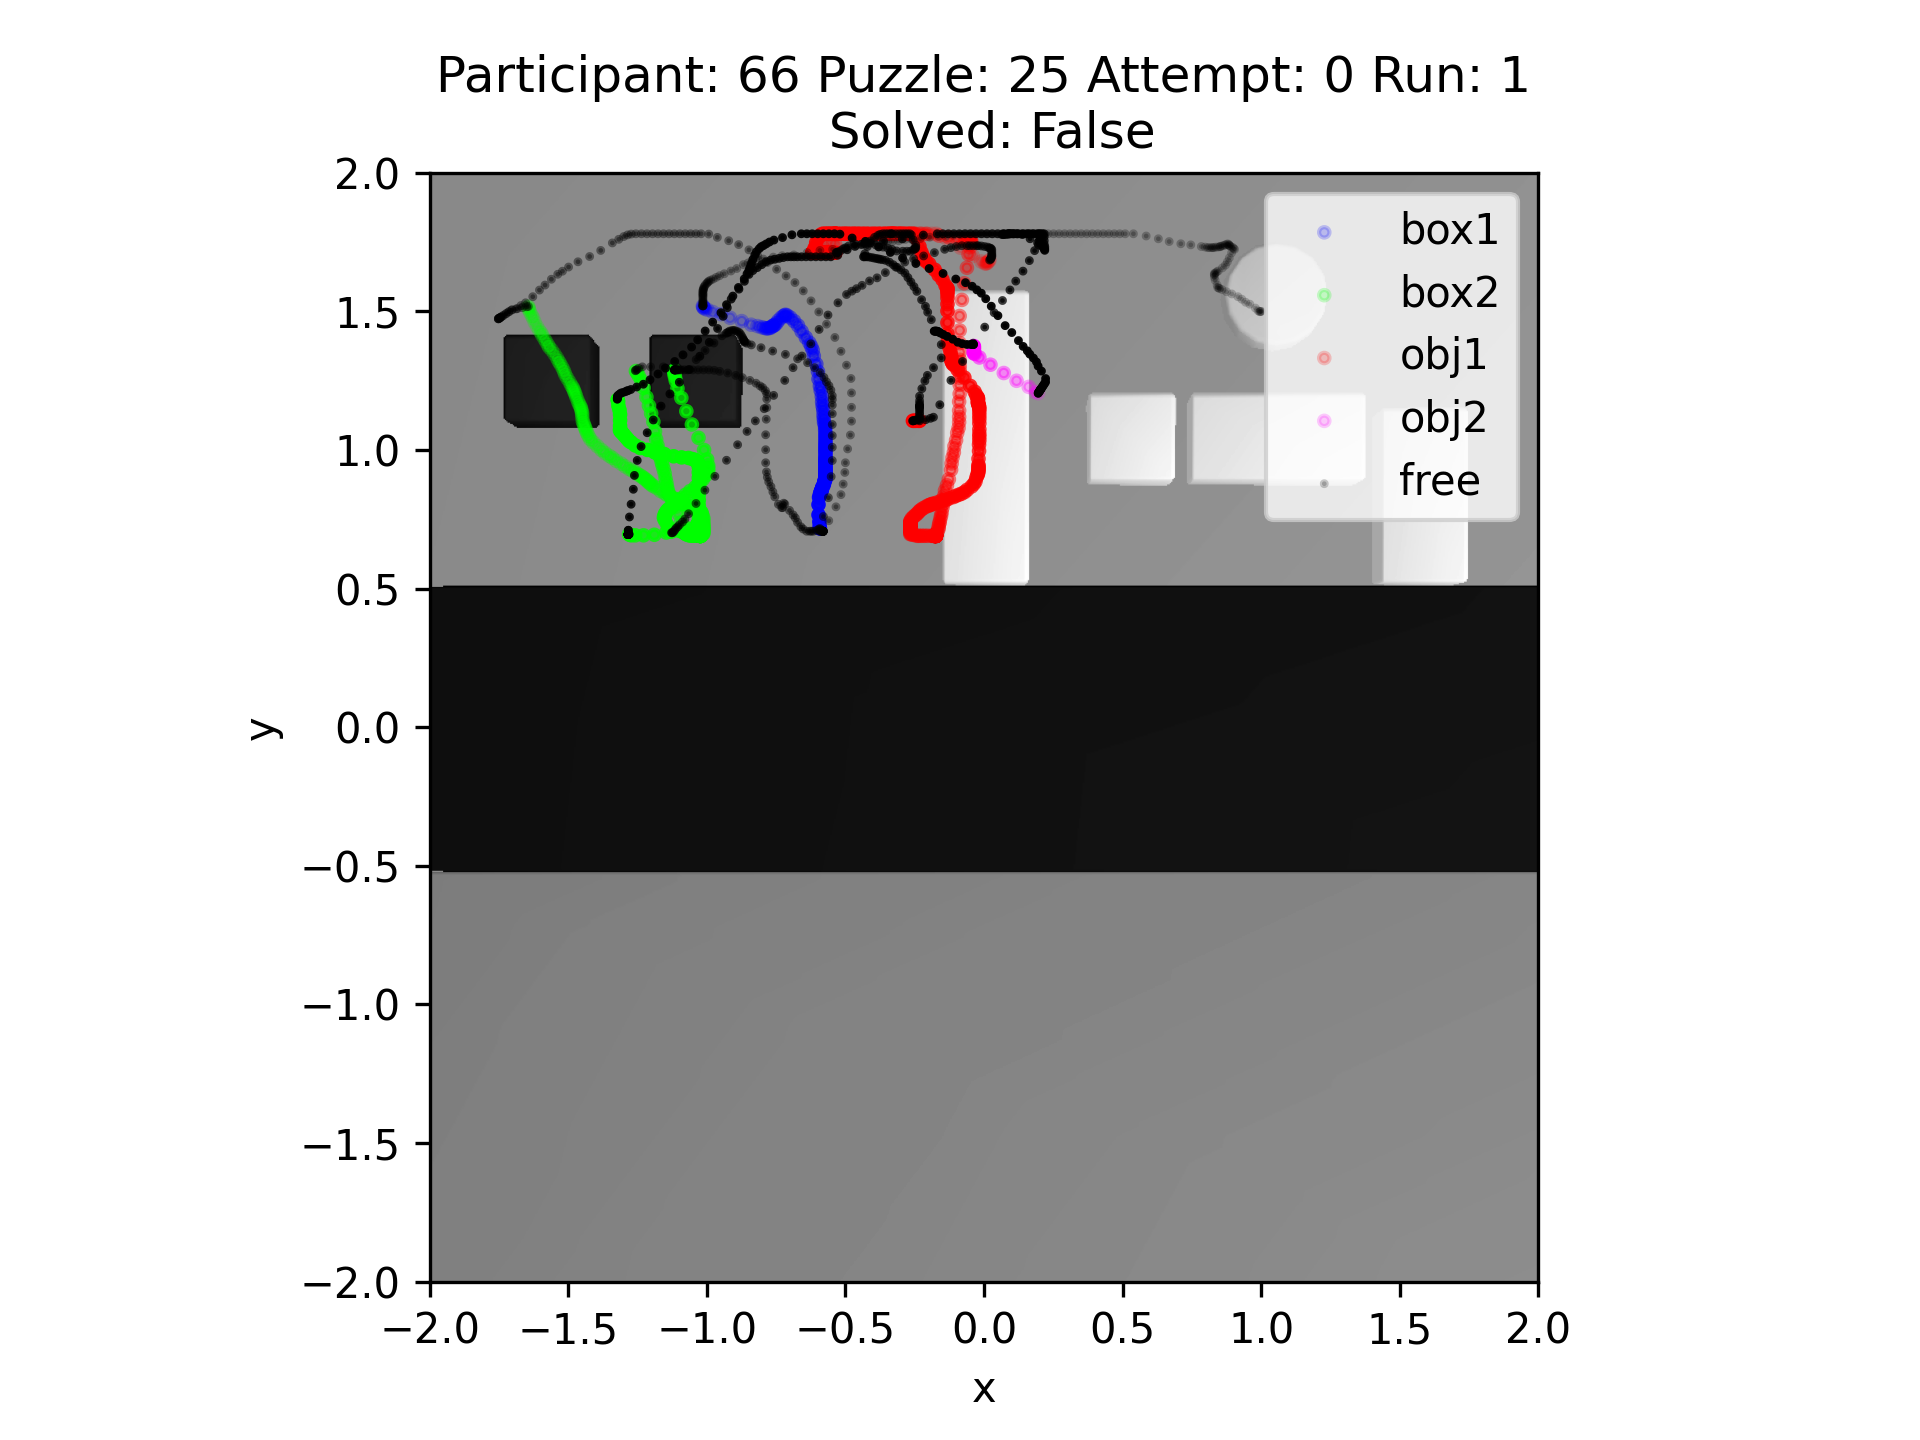 Participant: 66 Puzzle: 25 Attempt: 0 Run: 1
Solved: False
2.0
1.5
1.0
0.5
0.0
−0.5
−1.0
−1.5
−2.0
y
box1
box2
obj1
obj2
free
−2.0 −1.5 −1.0 −0.5 0.0 0.5 1.0 1.5 2.0
x